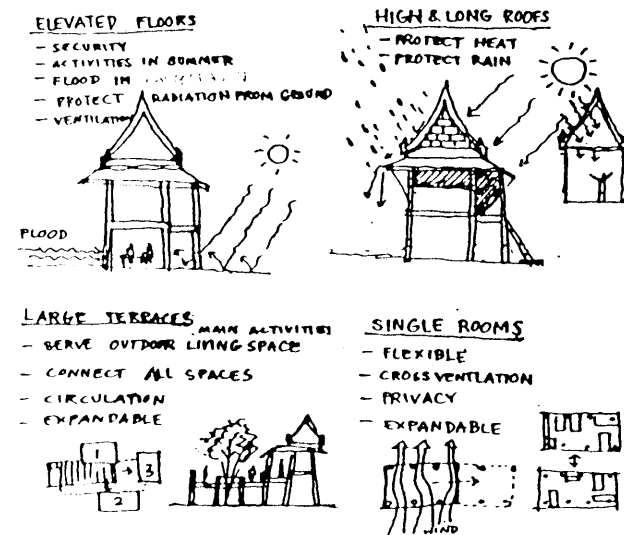 ELEVATED FLOORS
- SECURITY
- ACTIVITIES IN SUMMER
- FLOOD IN
- PROTECT RADIATION FROM GROUND
- VENTILATION
FLOOD
HIGH & LONG ROOFS
- PROTECT HEAT
- PROTECT RAIN
LARGE TERRACES
MAIN ACTIVITIES
- SERVE OUTDOOR LIVING SPACE
- CONNECT ALL SPACES
- CIRCULATION
- EXPANDABLE
1
3
2
SINGLE ROOMS
- FLEXIBLE
- CROSS VENTLATION
- PRIVACY
- EXPANDABLE
WIND